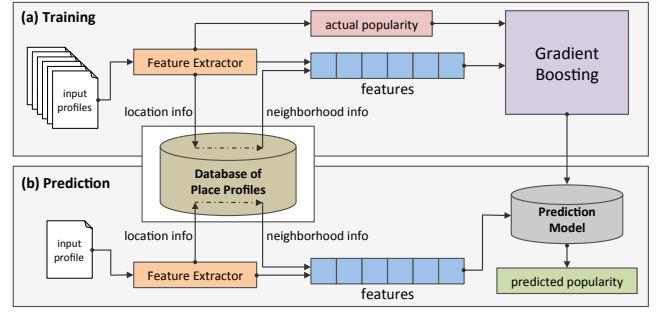 (a) Training
actual popularity
Feature Extractor
input
profiles
features
Gradient
Boosting
location info
neighborhood info
Database of
Place Profiles
(b) Prediction
input
profile
location info
neighborhood info
Feature Extractor
features
Prediction
Model
predicted popularity